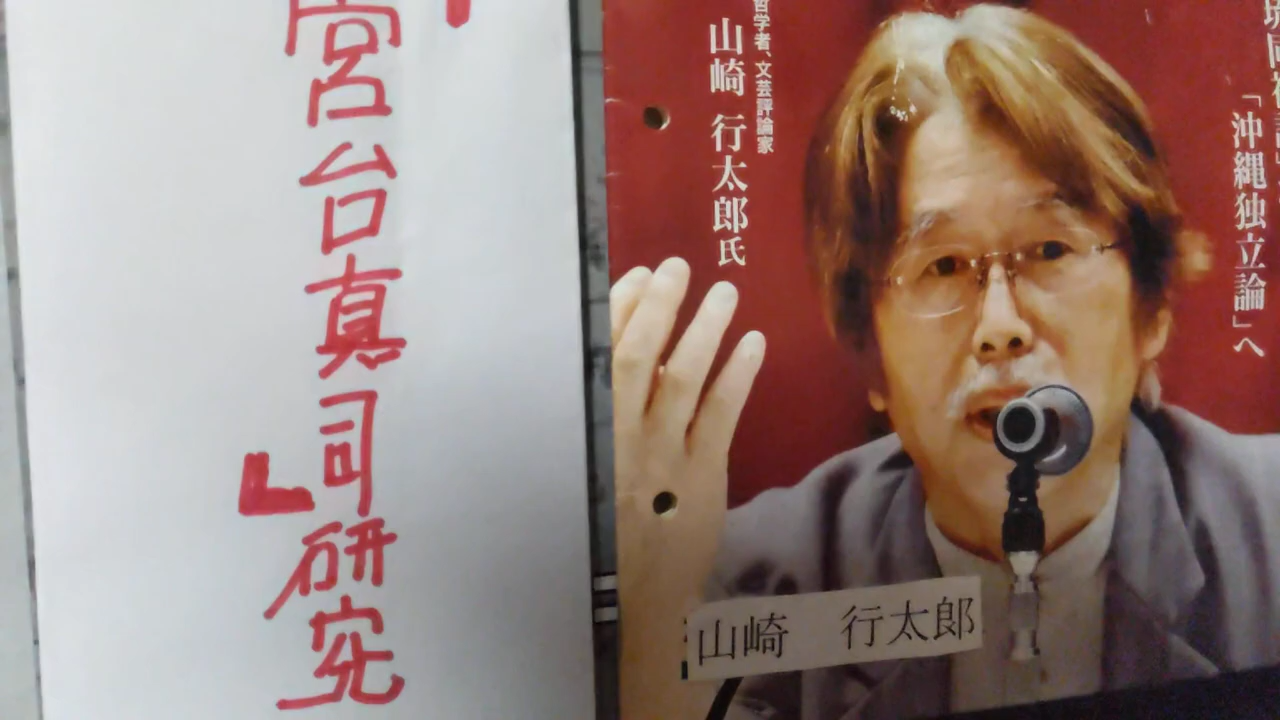 『宮台真司』研究
哲学者、文芸評論家
山崎 行太郎氏
「沖縄独立論」へ
山崎 行太郎